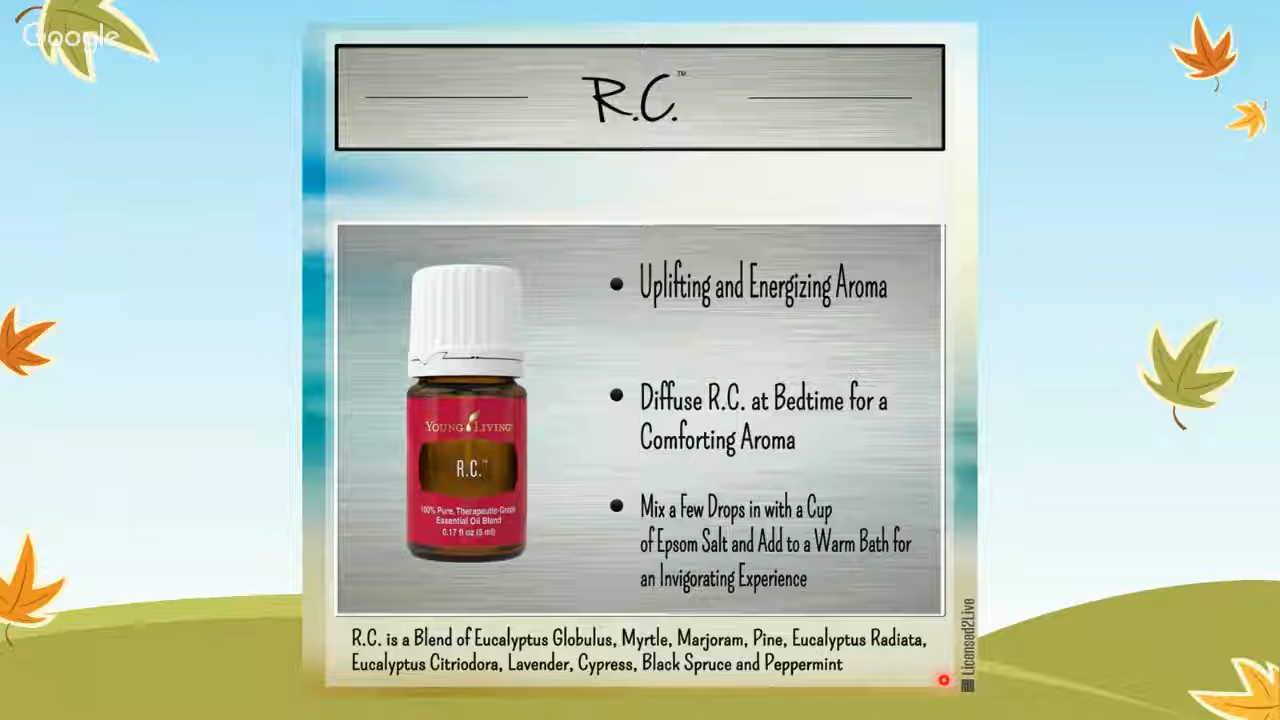 Google
R.C.™
• Uplifting and Energizing Aroma
• Diffuse R.C. at Bedtime for a
Comforting Aroma
• Mix a Few Drops in with a Cup
of Epsom Salt and Add to a Warm Bath for
an Invigorating Experience
YOUNG LIVING
R.C.™
100% Pure, Therapeutic-Grade
Essential Oil Blend
0.17 fl oz (5 ml)
R.C. is a Blend of Eucalyptus Globulus, Myrtle, Marjoram, Pine, Eucalyptus Radiata,
Eucalyptus Citriodora, Lavender, Cypress, Black Spruce and Peppermint
Licensed2Live